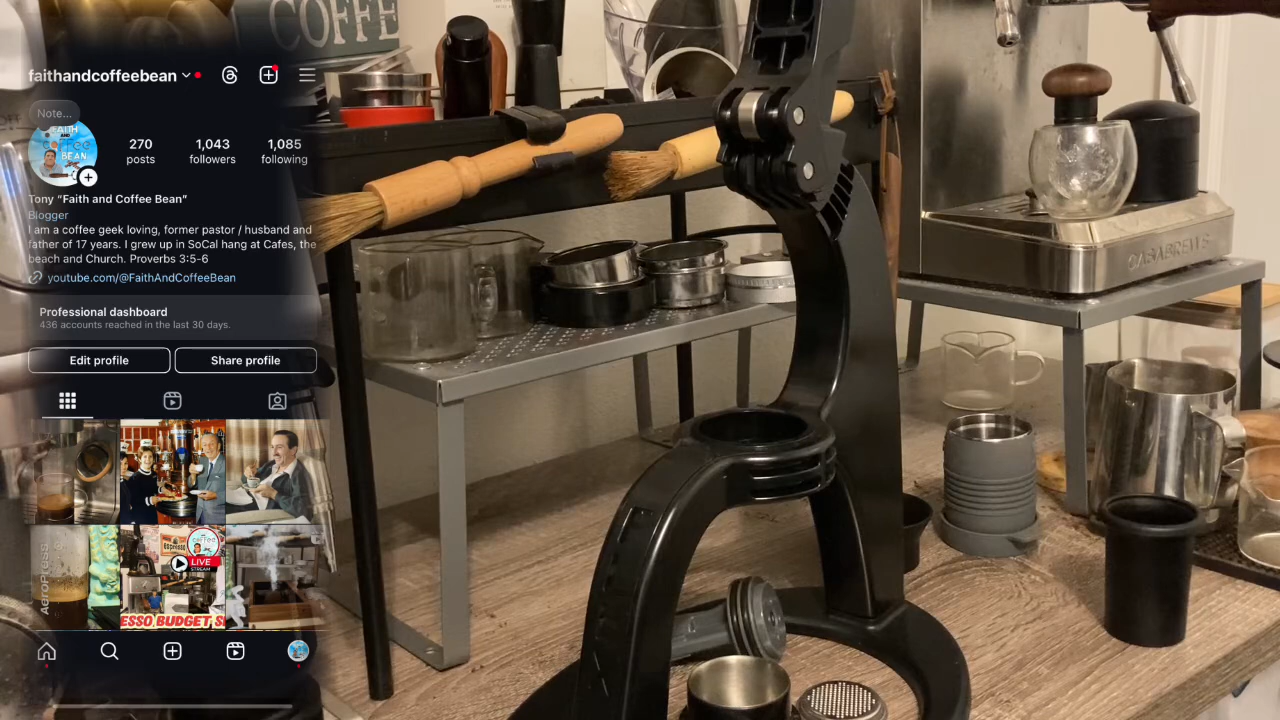 COFFE
faithandcoffeebean
Note...
FAITH
AND
coffee
BEAN
270
posts
1,043
followers
1,085
following
Tony “Faith and Coffee Bean”
Blogger
I am a coffee geek loving, former pastor / husband and
father of 17 years. I grew up in SoCal hang at Cafes, the
beach and Church. Proverbs 3:5-6
youtube.com/@FaithAndCoffeeBean
Professional dashboard
436 accounts reached in the last 30 days.
Edit profile
Share profile
AeroPress
coffee
LIVE
STREAM
ESSO BUDGET S
CASABREWS